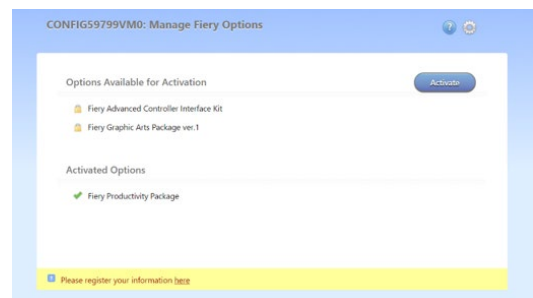 CONFIG59799VM0: Manage Fiery Options
Options Available for Activation
Activate
Fiery Advanced Controller Interface Kit
Fiery Graphic Arts Package ver.1
Activated Options
Fiery Productivity Package
Please register your information here